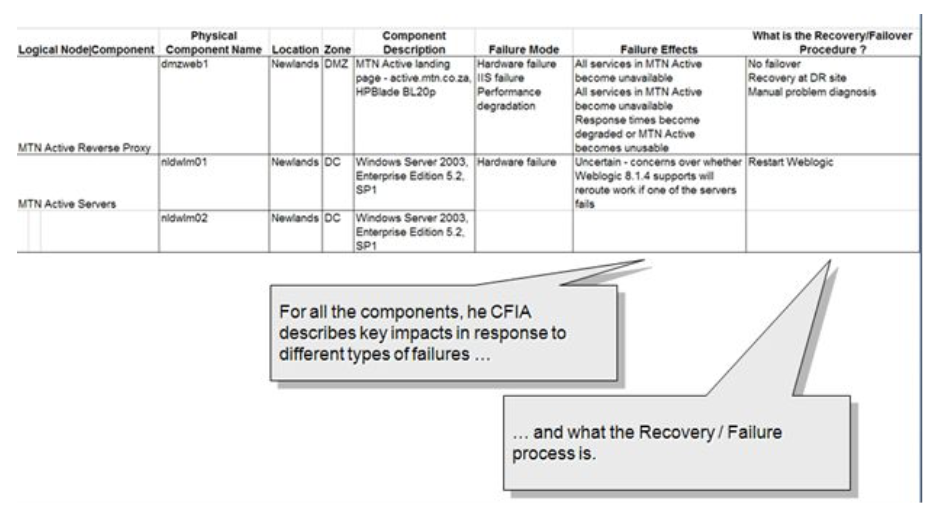 Logical Node|Component
Physical
Component Name
Location
Zone
Component
Description
Failure Mode
Failure Effects
What is the Recovery/Failover
Procedure ?
MTN Active Reverse Proxy
dmzweb1
Newlands
DMZ
MTN Active landing
page - active.mtn.co.za,
HPBlade BL20p
Hardware failure
IIS failure
Performance
degradation
All services in MTN Active
become unavailable
All services in MTN Active
become unavailable
Response times become
degraded or MTN Active
becomes unusable
No failover
Recovery at DR site
Manual problem diagnosis
MTN Active Servers
nldwlm01
Newlands
DC
Windows Server 2003,
Enterprise Edition 5.2,
SP1
Hardware failure
Uncertain - concerns over whether
Weblogic 8.1.4 supports will
reroute work if one of the servers
fails
Restart Weblogic
nldwlm02
Newlands
DC
Windows Server 2003,
Enterprise Edition 5.2,
SP1
For all the components, he CFIA
describes key impacts in response to
different types of failures …
… and what the Recovery / Failure
process is.